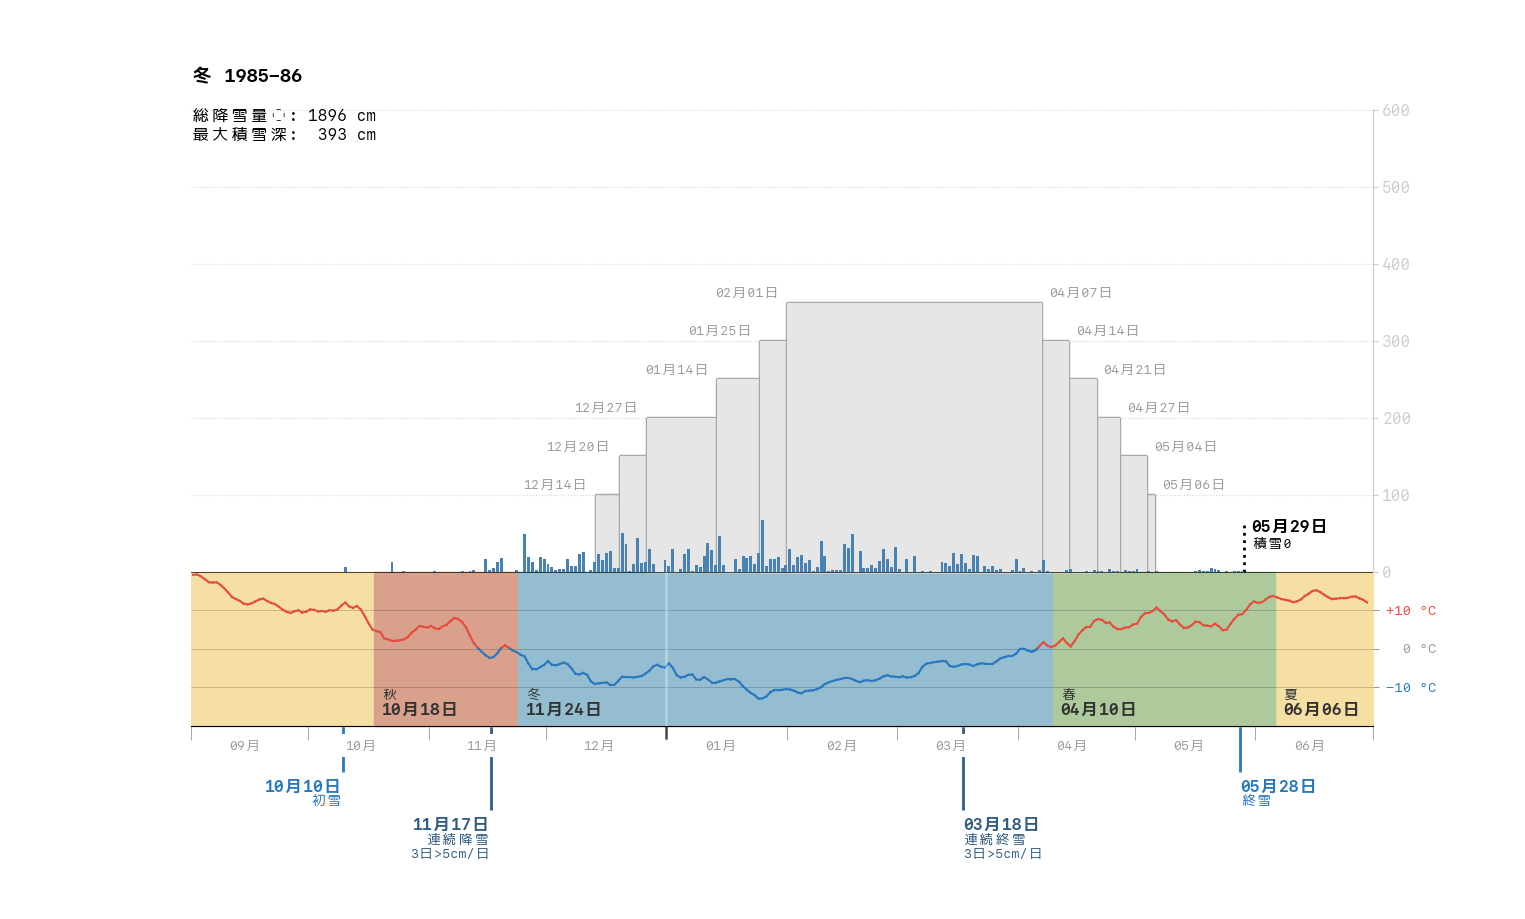 冬 1985–86
総降雪量 : 1896 cm
最大積雪深: 393 cm
600
500
400
300
200
100
0
02月01日
04月07日
01月25日
04月14日
01月14日
04月21日
12月27日
04月27日
12月20日
05月04日
12月14日
05月06日
05月29日
積雪0
+10 °C
0 °C
−10 °C
秋
10月18日
冬
11月24日
春
04月10日
夏
06月06日
09月
10月
11月
12月
01月
02月
03月
04月
05月
06月
10月10日
初雪
05月28日
終雪
11月17日
連続降雪
3日>5cm/日
03月18日
連続終雪
3日>5cm/日